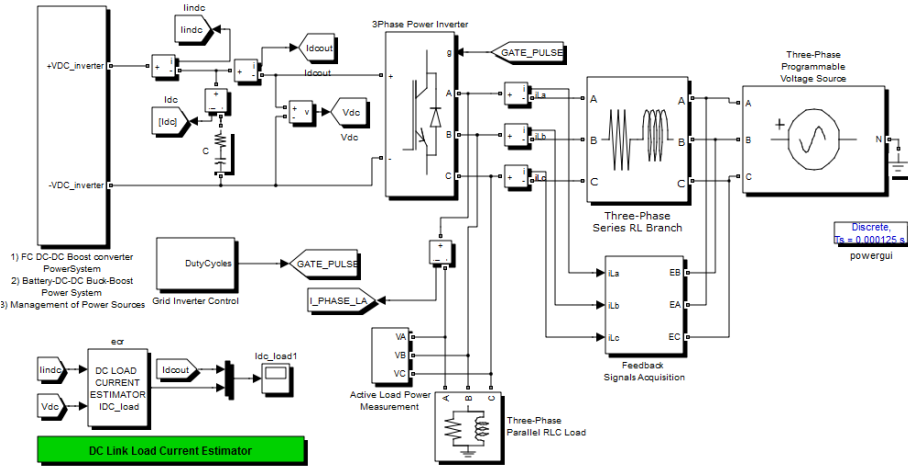 Iindc
Iindc
+VDC_inverter
i
+
-
i
+
-
Idcout
Idcout
Idc
[Idc]
+
-
C
+
-
v
Vdc
Vdc
-VDC_inverter
1) FC DC-DC Boost converter
PowerSystem
2) Battery-DC-DC Buck-Boost
Power System
3) Management of Power Sources
3Phase Power Inverter
g
+
-
A
B
C
GATE_PULSE
i
+
-
iLa
i
+
-
iLb
i
+
-
iLc
A
B
C
A
B
C
Three-Phase
Series RL Branch
Three-Phase
Programmable
Voltage Source
A
B
C
+
N
Discrete,
Ts = 0.000125 s.
powergui
DutyCycles
Grid Inverter Control
GATE_PULSE
+
-
I_PHASE_LA
iLa
iLb
iLc
EB
EA
EC
Feedback
Signals Acquisition
VA
VB
VC
Active Load Power
Measurement
A
B
C
Three-Phase
Parallel RLC Load
ecr
Iindc
Vdc
DC LOAD
CURRENT
ESTIMATOR
IDC_load
Idcout
Idc_load1
DC Link Load Current Estimator